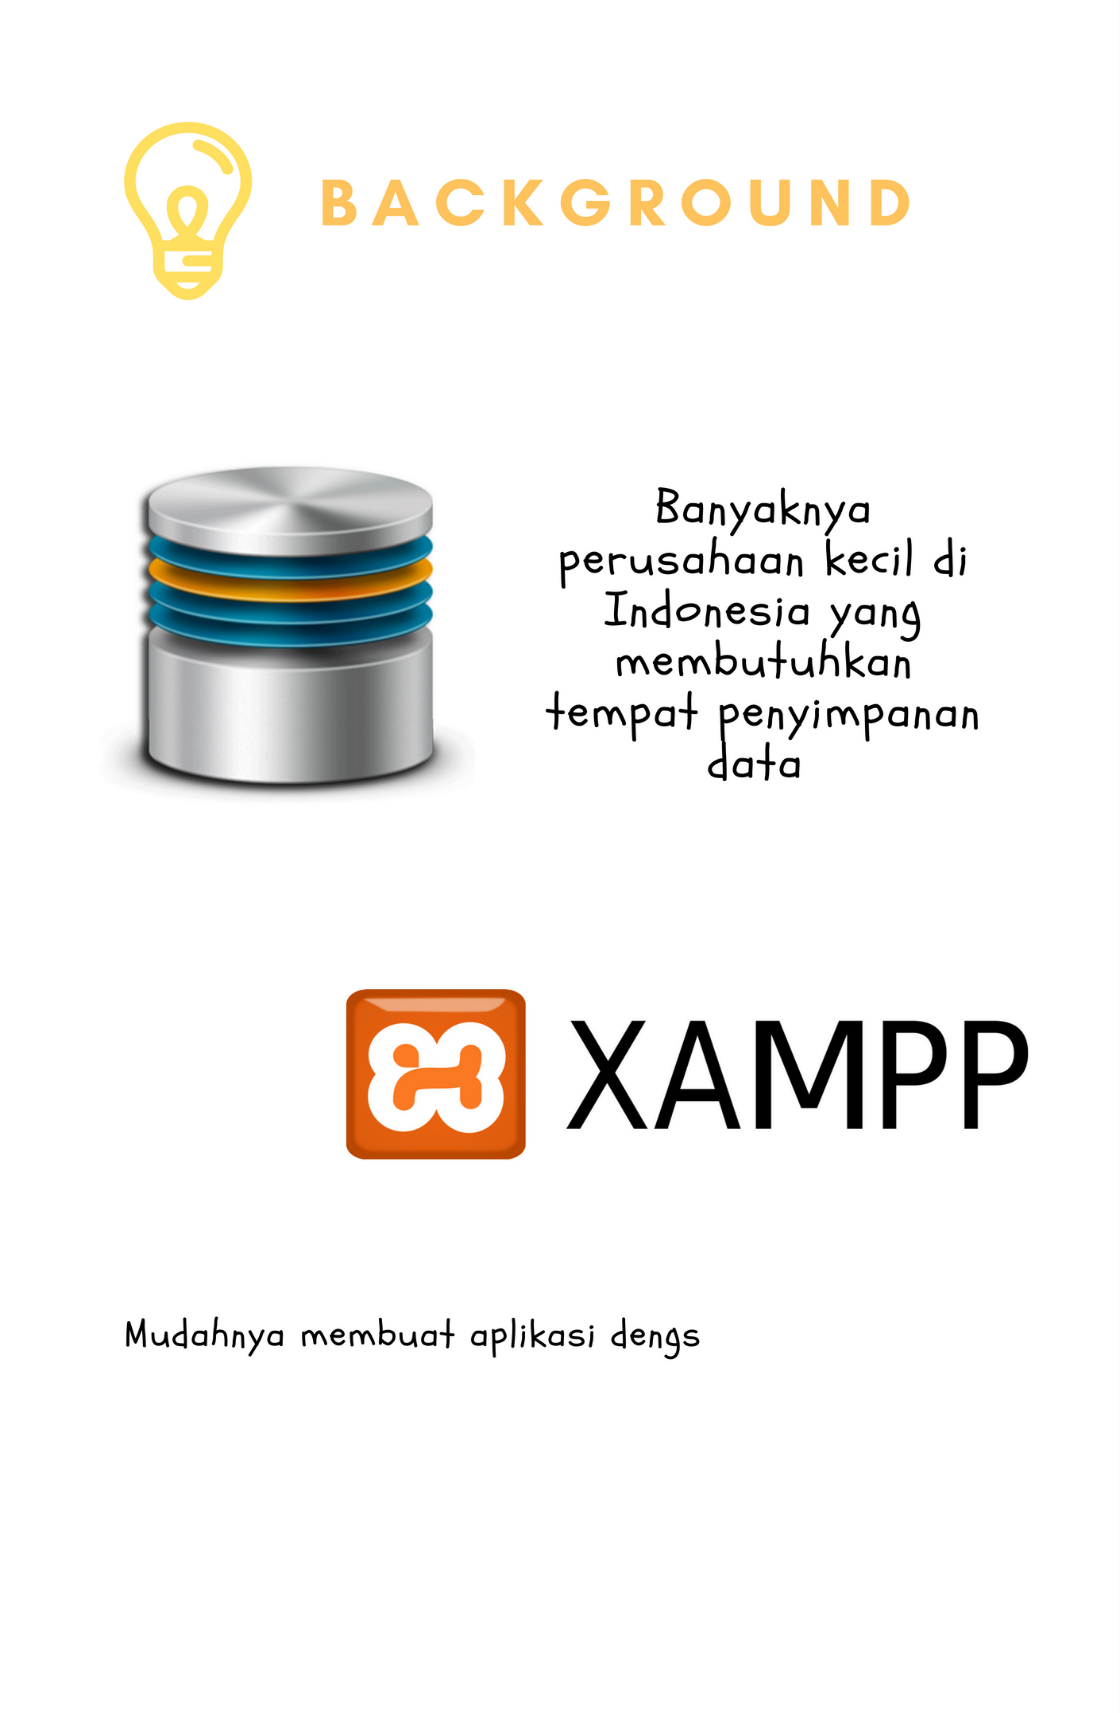 BACKGROUND
Banyaknya
perusahaan kecil di
Indonesia yang
membutuhkan
tempat penyimpanan
data
XAMPP
Mudahnya membuat aplikasi dengs